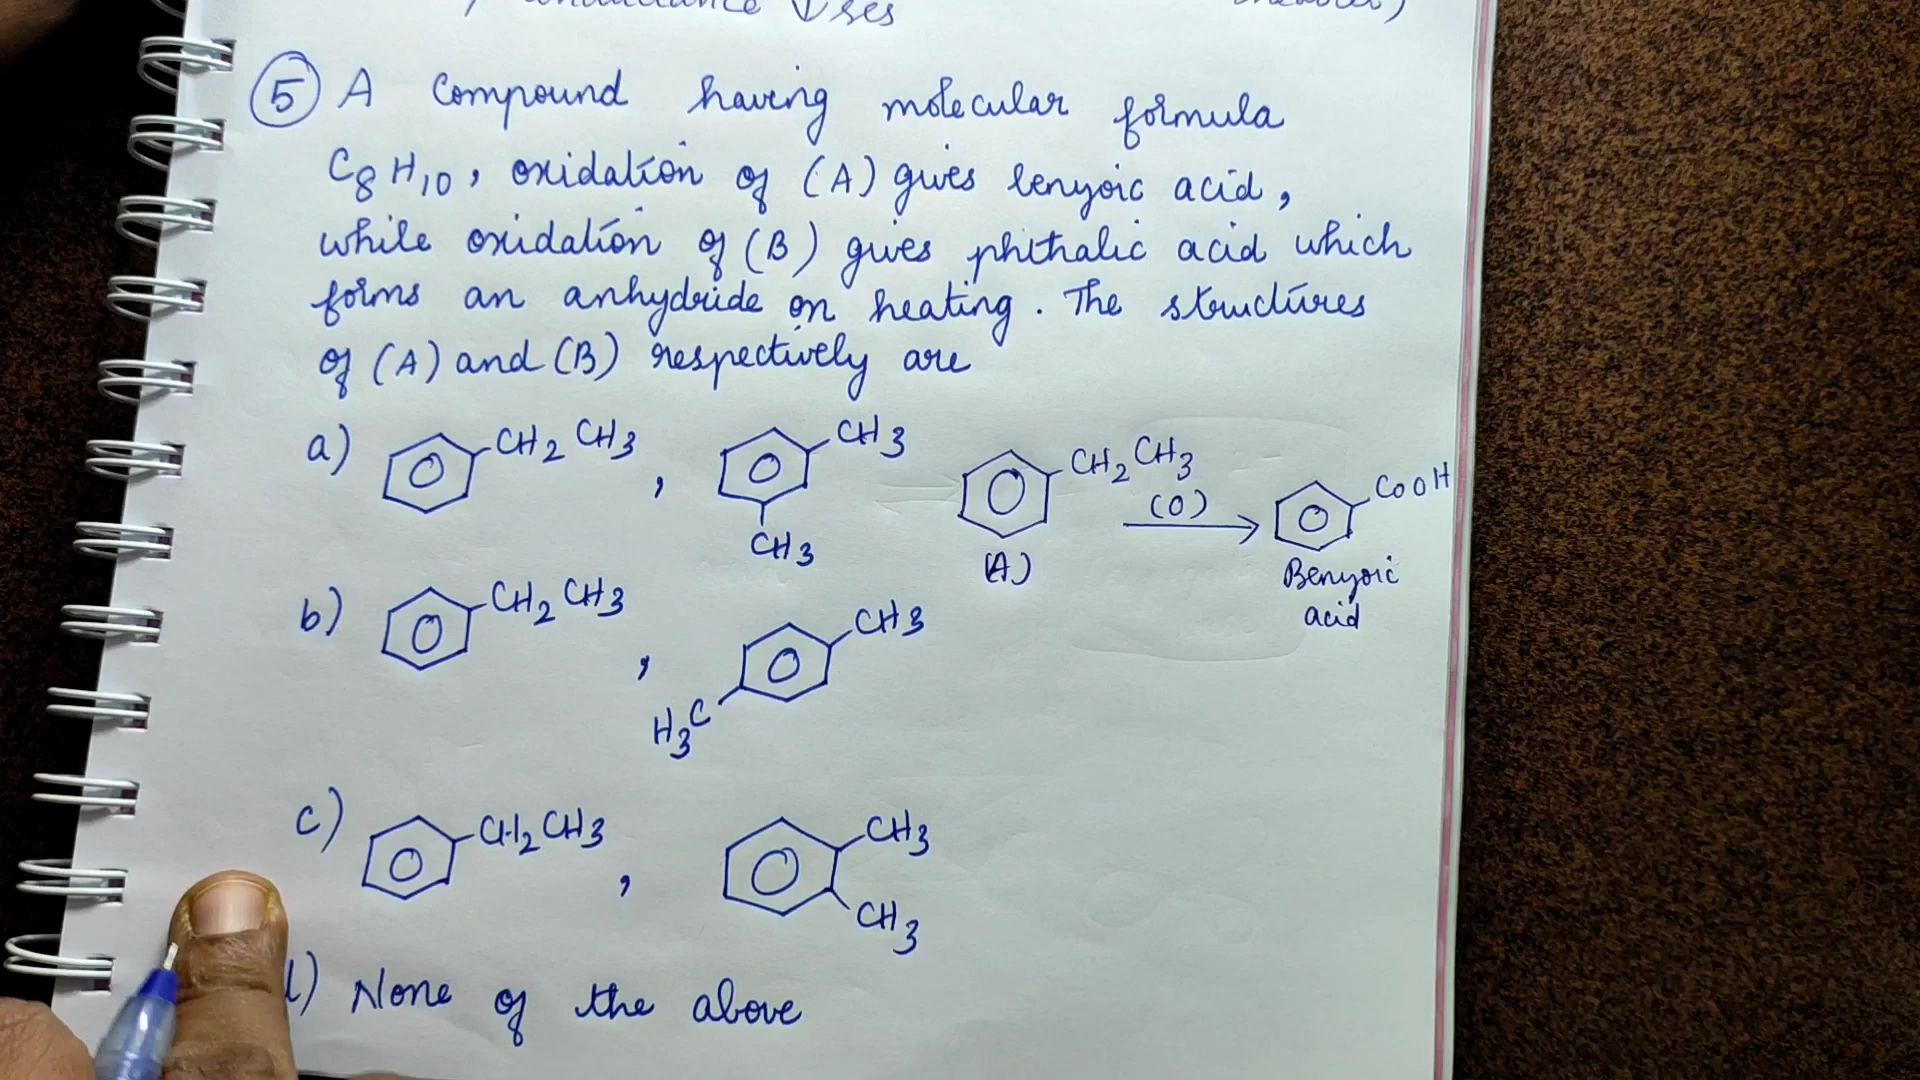 ↓ses
⑤ A compound having molecular formula
C8H10, oxidation of (A) gives benzoic acid,
while oxidation of (B) gives phthalic acid which
forms an anhydride on heating. The structures
of (A) and (B) respectively are
a) CH2CH3 , CH3
CH3
CH2CH3
(O)
COOH
(A)
Benzoic
acid
b) CH2CH3 , CH3
H3C
c) CH2CH3 , CH3
CH3
) None of the above